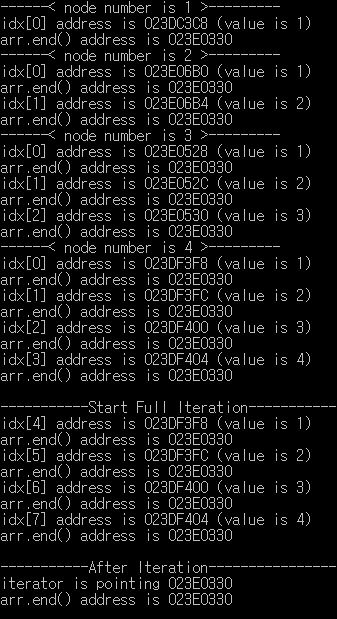 ------< node number is 1 >---------
idx[0] address is 023DC3C8 (value is 1)
arr.end() address is 023E0330
------< node number is 2 >---------
idx[0] address is 023E06B0 (value is 1)
arr.end() address is 023E0330
idx[1] address is 023E06B4 (value is 2)
arr.end() address is 023E0330
------< node number is 3 >---------
idx[0] address is 023E0528 (value is 1)
arr.end() address is 023E0330
idx[1] address is 023E052C (value is 2)
arr.end() address is 023E0330
idx[2] address is 023E0530 (value is 3)
arr.end() address is 023E0330
------< node number is 4 >---------
idx[0] address is 023DF3F8 (value is 1)
arr.end() address is 023E0330
idx[1] address is 023DF3FC (value is 2)
arr.end() address is 023E0330
idx[2] address is 023DF400 (value is 3)
arr.end() address is 023E0330
idx[3] address is 023DF404 (value is 4)
arr.end() address is 023E0330
-----------Start Full Iteration-----------
idx[4] address is 023DF3F8 (value is 1)
arr.end() address is 023E0330
idx[5] address is 023DF3FC (value is 2)
arr.end() address is 023E0330
idx[6] address is 023DF400 (value is 3)
arr.end() address is 023E0330
idx[7] address is 023DF404 (value is 4)
arr.end() address is 023E0330
-----------After Iteration----------------
iterator is pointing 023E0330
arr.end() address is 023E0330